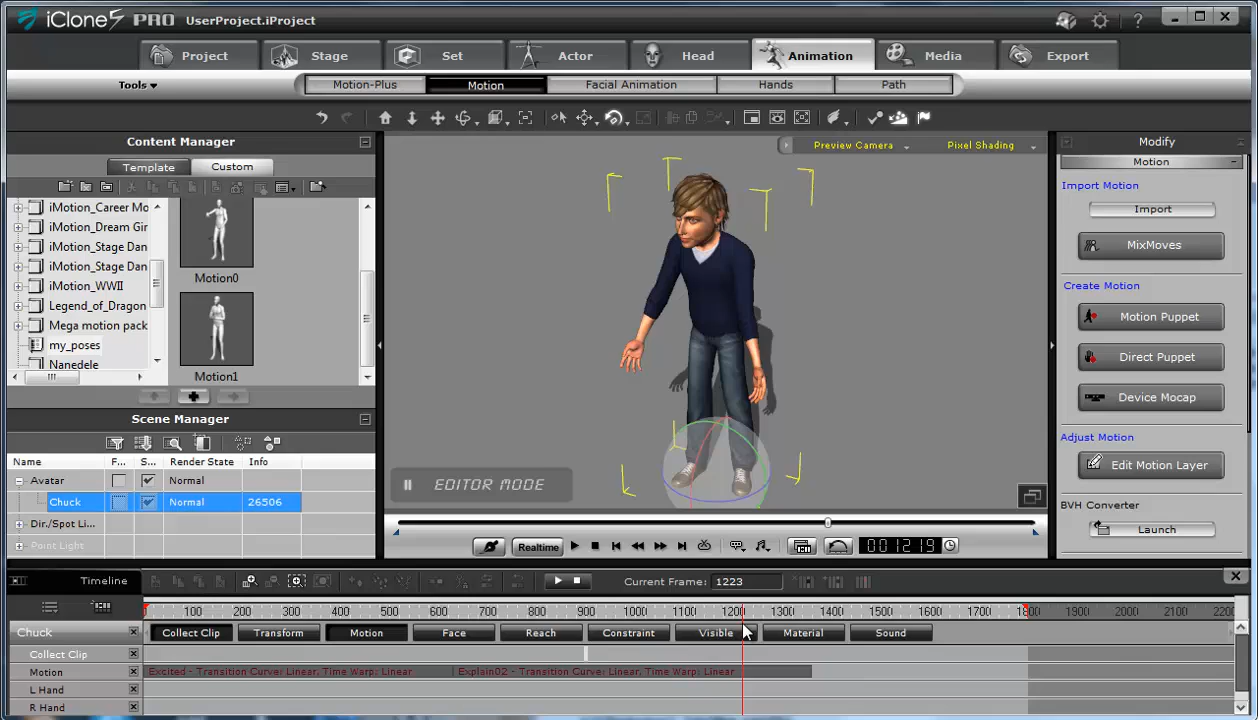 iClone5 PRO UserProject.iProject
?
Project Stage Set Actor Head Animation Media Export
Tools Motion-Plus Motion Facial Animation Hands Path
Content Manager
Template Custom
iMotion_Career Mo
iMotion_Dream Gir
iMotion_Stage Dan
iMotion_Stage Dan
iMotion_WWII
Legend_of_Dragon
Mega motion pack
my_poses
Nanedele
Motion0
Motion1
Scene Manager
Name F... S... Render State Info
Avatar Normal
Chuck Normal 26506
Dir./Spot Li... Normal
Point Light Normal
Preview Camera Pixel Shading
EDITOR MODE
Realtime 001219
Modify
Motion
Import Motion
Import
MixMoves
Create Motion
Motion Puppet
Direct Puppet
Device Mocap
Adjust Motion
Edit Motion Layer
BVH Converter
Launch
Timeline Current Frame: 1223
100 200 300 400 500 600 700 800 900 1000 1100 1200 1300 1400 1500 1600 1700 1800 1900 2000 2100 2200
Chuck Collect Clip Transform Motion Face Reach Constraint Visible Material Sound
Collect Clip
Motion Excited - Transition Curve: Linear, Time Warp: Linear Explain02 - Transition Curve: Linear, Time Warp: Linear
L Hand
R Hand